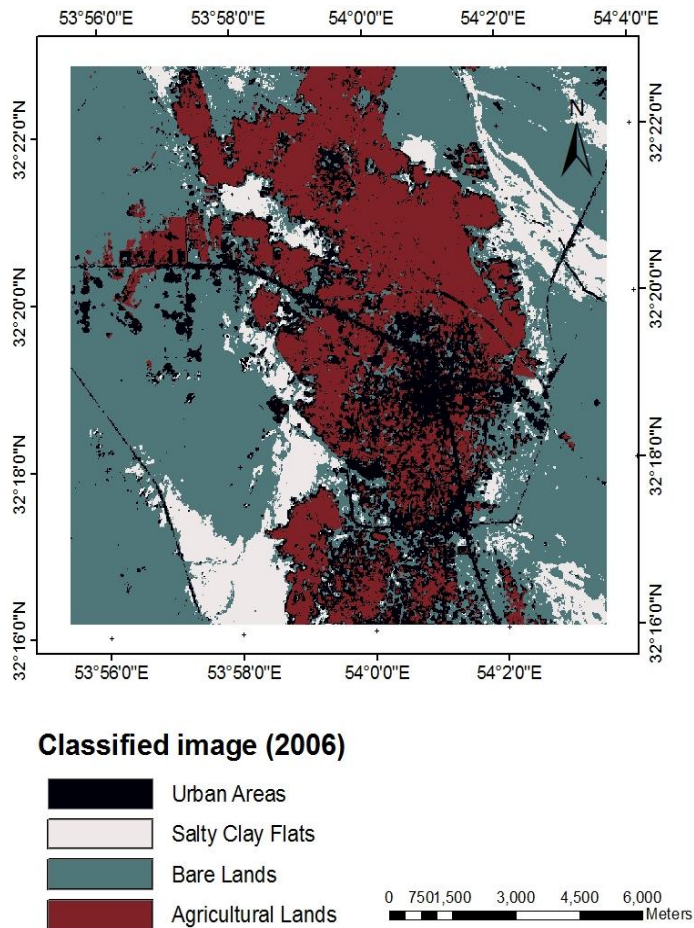 53°56'0"E 53°58'0"E 54°0'0"E 54°2'0"E 54°4'0"E
N
32°22'0"N 32°22'0"N
32°20'0"N 32°20'0"N
32°18'0"N 32°18'0"N
32°16'0"N 32°16'0"N
53°56'0"E 53°58'0"E 54°0'0"E 54°2'0"E
Classified image (2006)
Urban Areas
Salty Clay Flats
Bare Lands
Agricultural Lands
0 7501,500 3,000 4,500 6,000
Meters